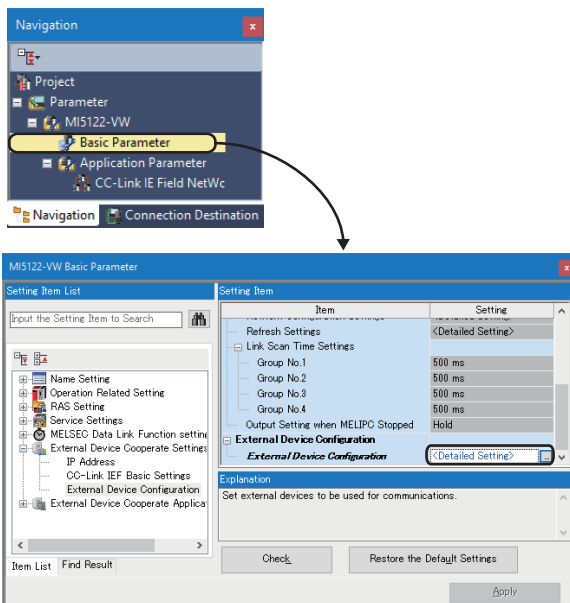 Navigation
Project
Parameter
MI5122-VW
Basic Parameter
Application Parameter
CC-Link IE Field NetWc
Navigation
Connection Destination
MI5122-VW Basic Parameter
Setting Item List
Input the Setting Item to Search
Name Setting
Operation Related Setting
RAS Setting
Service Settings
MELSEC Data Link Function setting
External Device Cooperate Settings
IP Address
CC-Link IEF Basic Settings
External Device Configuration
External Device Cooperate Applica
Item List
Find Result
Setting Item
Item
Setting
Refresh Settings
<Detailed Setting>
Link Scan Time Settings
Group No.1
500 ms
Group No.2
500 ms
Group No.3
500 ms
Group No.4
500 ms
Output Setting when MELIPC Stopped
Hold
External Device Configuration
External Device Configuration
<Detailed Setting>
Explanation
Set external devices to be used for communications.
Check
Restore the Default Settings
Apply